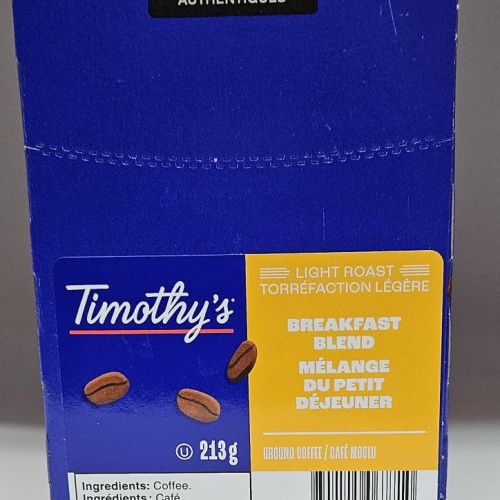 AUTHENTIQUES
LIGHT ROAST
TORRÉFACTION LÉGÈRE
Timothy's
BREAKFAST
BLEND
MÉLANGE
DU PETIT
DÉJEUNER
U 213g
GROUND COFFEE / CAFÉ MOULU
Ingredients: Coffee.
Ingrédients : Café.